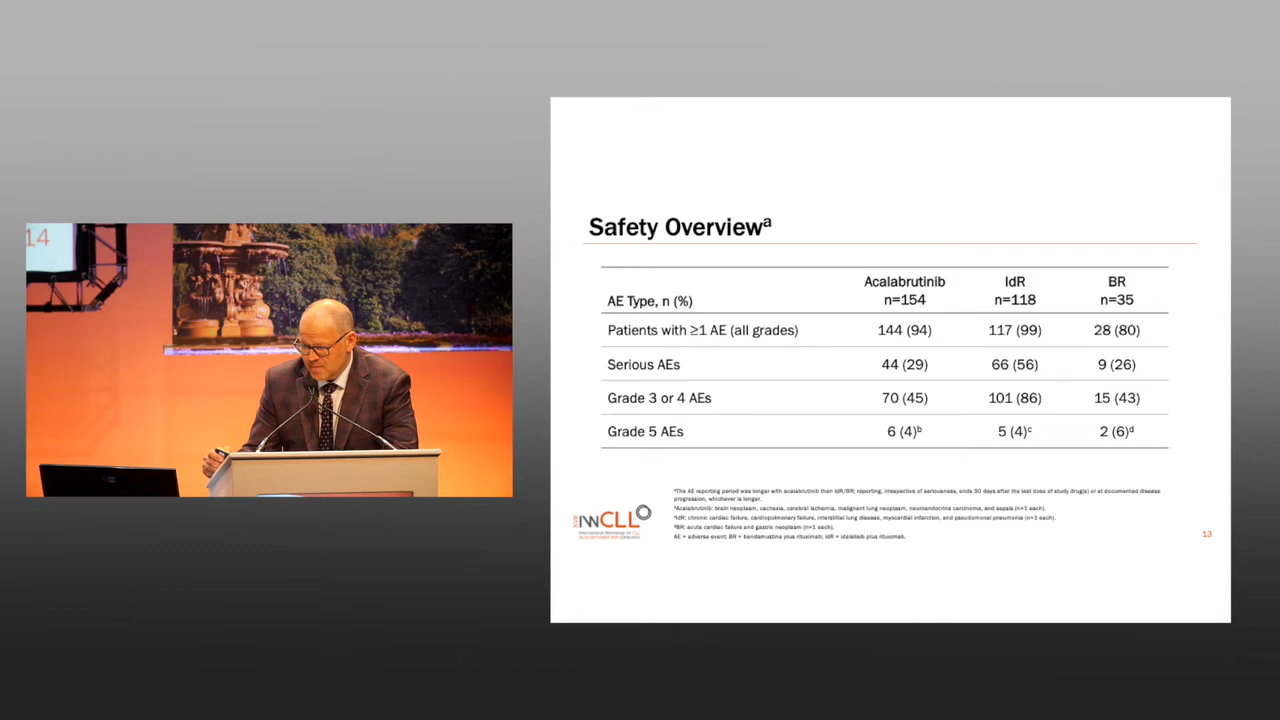 14
Safety Overviewᵃ
AE Type, n (%)
Acalabrutinib n=154
IdR n=118
BR n=35
Patients with ≥1 AE (all grades) 144 (94) 117 (99) 28 (80)
Serious AEs 44 (29) 66 (56) 9 (26)
Grade 3 or 4 AEs 70 (45) 101 (86) 15 (43)
Grade 5 AEs 6 (4)ᵇ 5 (4)ᶜ 2 (6)ᵈ
ᵃThe AE reporting period was longer with acalabrutinib than IdR/BR; reporting, irrespective of seriousness, ends 30 days after the last dose of study drug(s) or at documented disease
progression, whichever is longer.
ᵇAcalabrutinib: brain neoplasm, cachexia, cerebral ischemia, malignant lung neoplasm, neuroendocrine carcinoma, and sepsis (n=1 each).
ᶜIdR: chronic cardiac failure, cardiopulmonary failure, interstitial lung disease, myocardial infarction, and pseudomonal pneumonia (n=1 each).
ᵈBR: acute cardiac failure and gastric neoplasm (n=1 each).
AE = adverse event; BR = bendamustine plus rituximab; IdR = idelalisib plus rituximab.
iwCLL
International Workshop on CLL
13